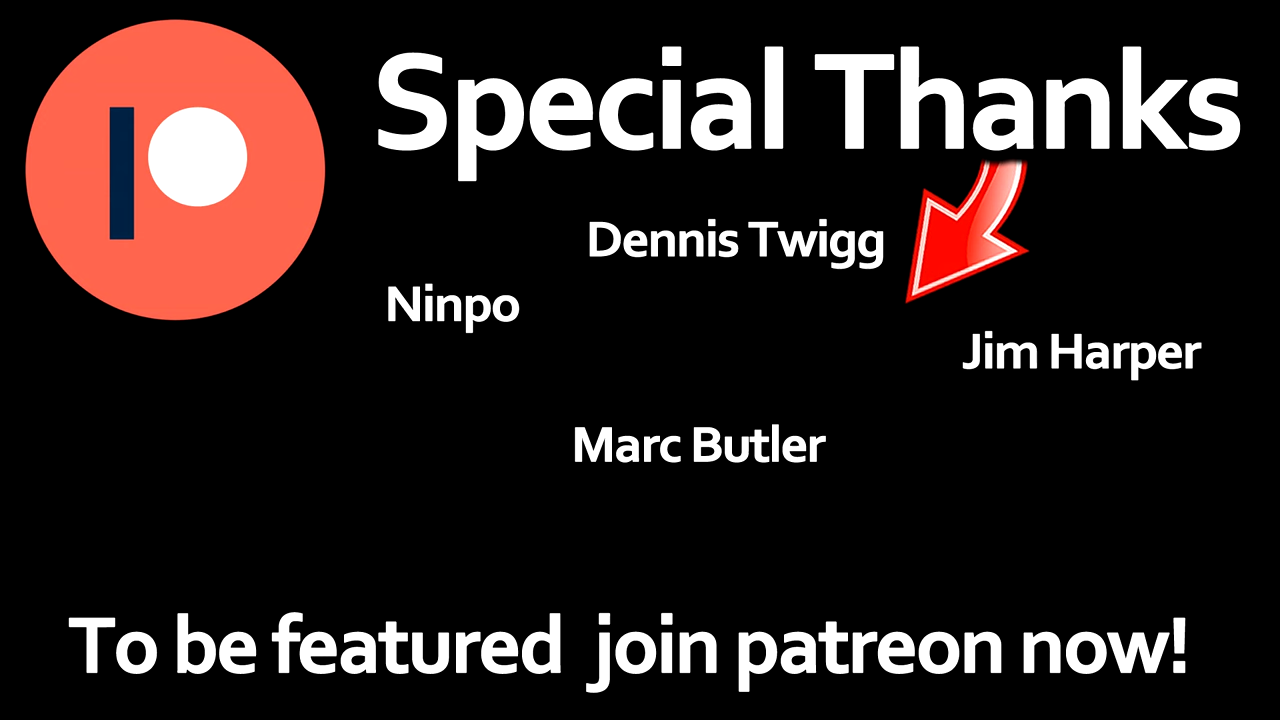 Special Thanks
Dennis Twigg
Ninpo
Jim Harper
Marc Butler
To be featured join patreon now!